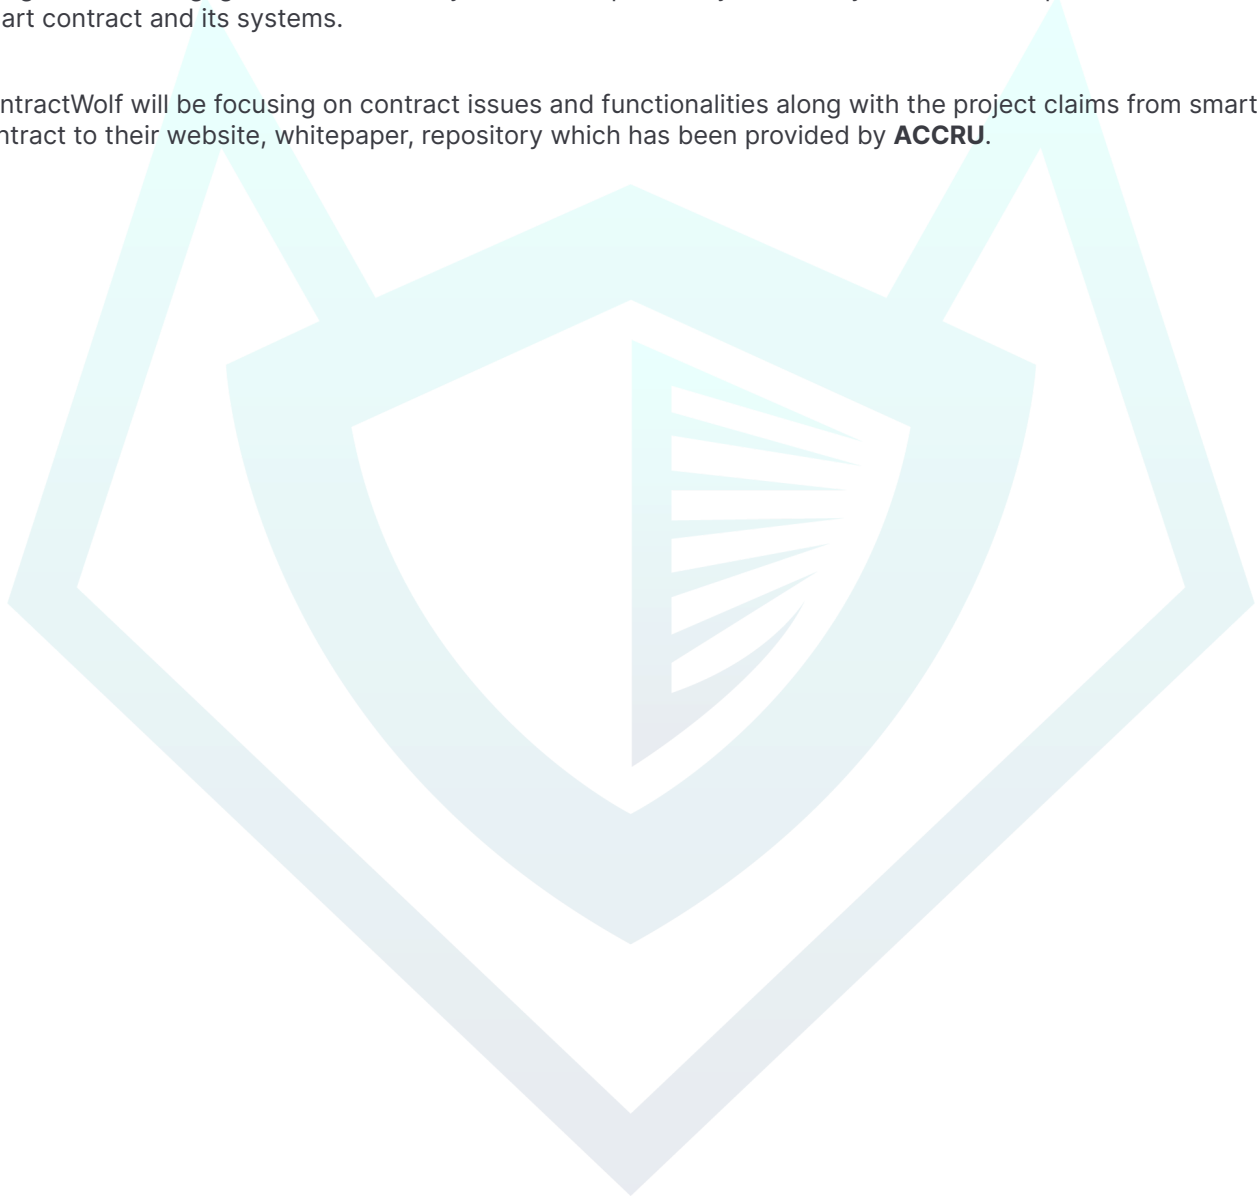 art contract and its systems.
ntractWolf will be focusing on contract issues and functionalities along with the project claims from smart
ntract to their website, whitepaper, repository which has been provided by ACCRU.